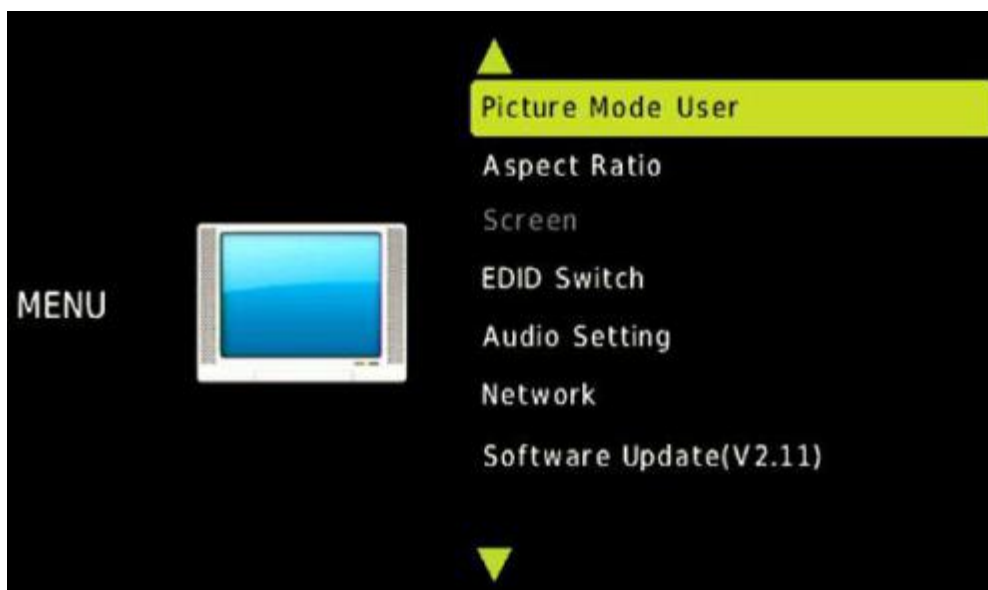 Picture Mode User
Aspect Ratio
Screen
EDID Switch
MENU
Audio Setting
Network
Software Update(V2.11)